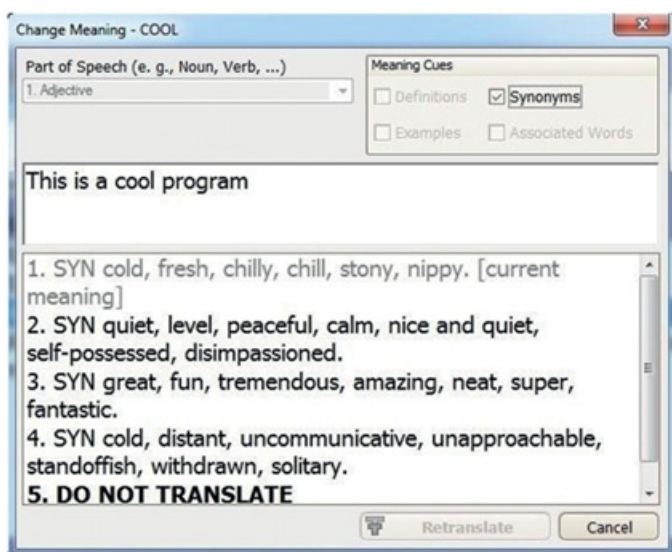 Change Meaning - COOL
Part of Speech (e. g., Noun, Verb, ...)
1. Adjective
Meaning Cues
Definitions
Synonyms
Examples
Associated Words
This is a cool program
1. SYN cold, fresh, chilly, chill, stony, nippy. [current
meaning]
2. SYN quiet, level, peaceful, calm, nice and quiet,
self-possessed, disimpassioned.
3. SYN great, fun, tremendous, amazing, neat, super,
fantastic.
4. SYN cold, distant, uncommunicative, unapproachable,
standoffish, withdrawn, solitary.
5. DO NOT TRANSLATE
Retranslate
Cancel